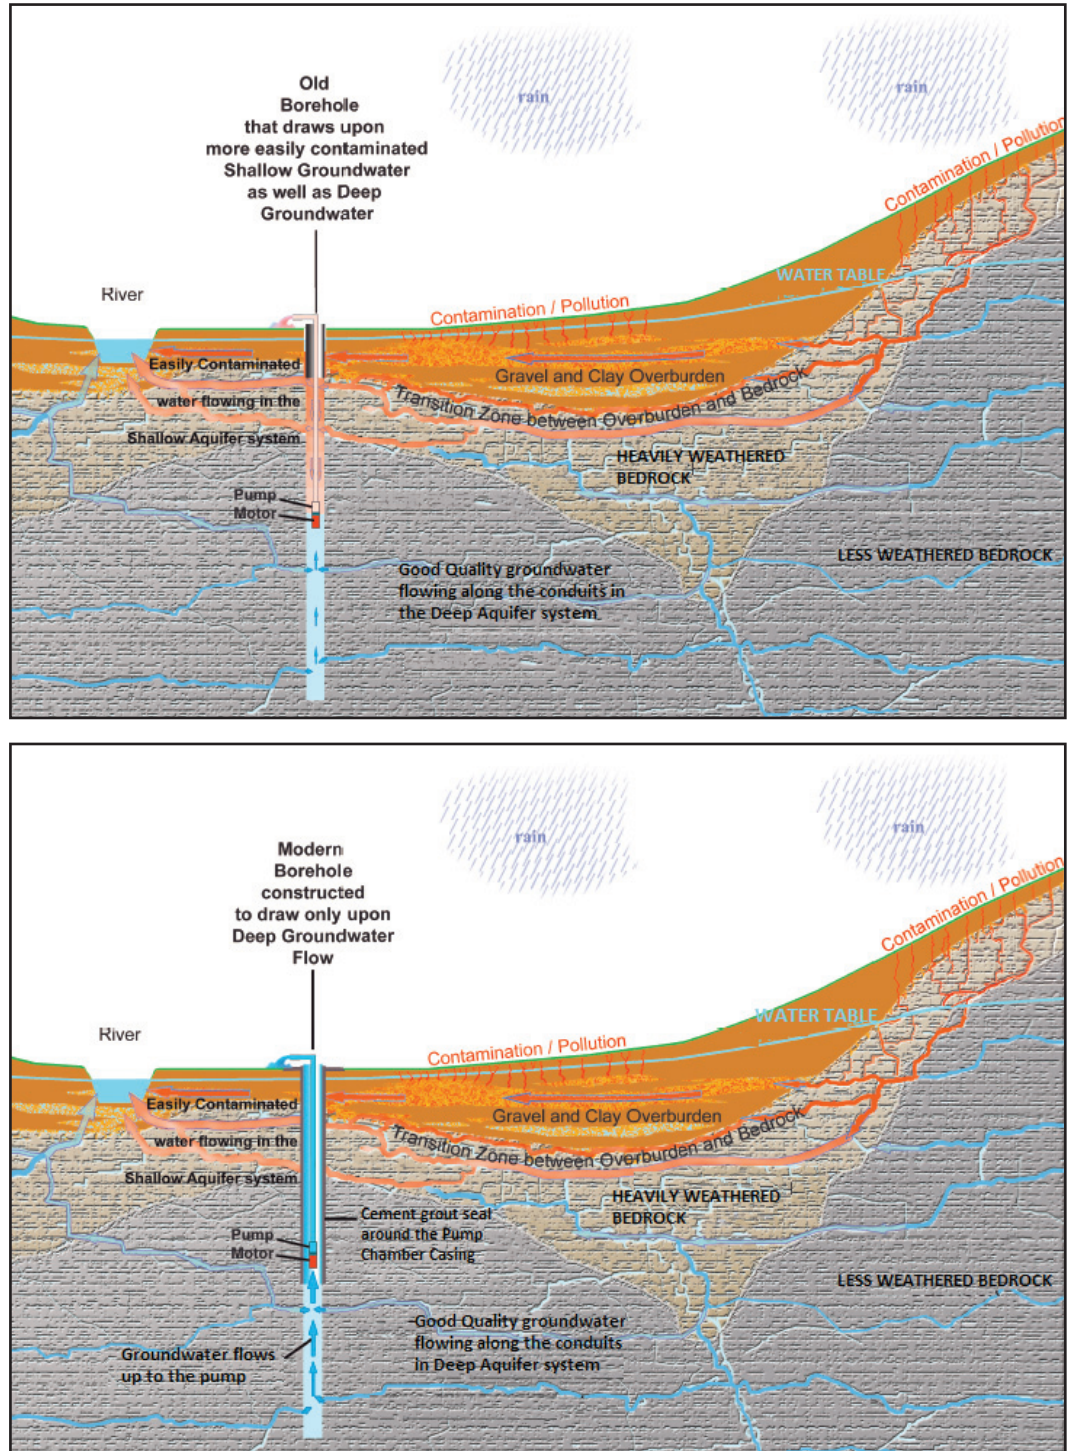 rain
rain
Old
Borehole
that draws upon
more easily contaminated
Shallow Groundwater
as well as Deep
Groundwater
Contamination / Pollution
WATER TABLE
River
Contamination / Pollution
Easily Contaminated
Gravel and Clay Overburden
Transition Zone between Overburden and Bedrock
water flowing in the
Shallow Aquifer system
HEAVILY WEATHERED
BEDROCK
Pump
Motor
LESS WEATHERED BEDROCK
Good Quality groundwater
flowing along the conduits in
the Deep Aquifer system
rain
rain
Modern
Borehole
constructed
to draw only upon
Deep Groundwater
Flow
Contamination / Pollution
WATER TABLE
River
Contamination / Pollution
Easily Contaminated
Gravel and Clay Overburden
Transition Zone between Overburden and Bedrock
water flowing in the
Shallow Aquifer system
HEAVILY WEATHERED
BEDROCK
Cement grout seal
around the Pump
Chamber Casing
Pump
Motor
LESS WEATHERED BEDROCK
Good Quality groundwater
flowing along the conduits
in Deep Aquifer system
Groundwater flows
up to the pump